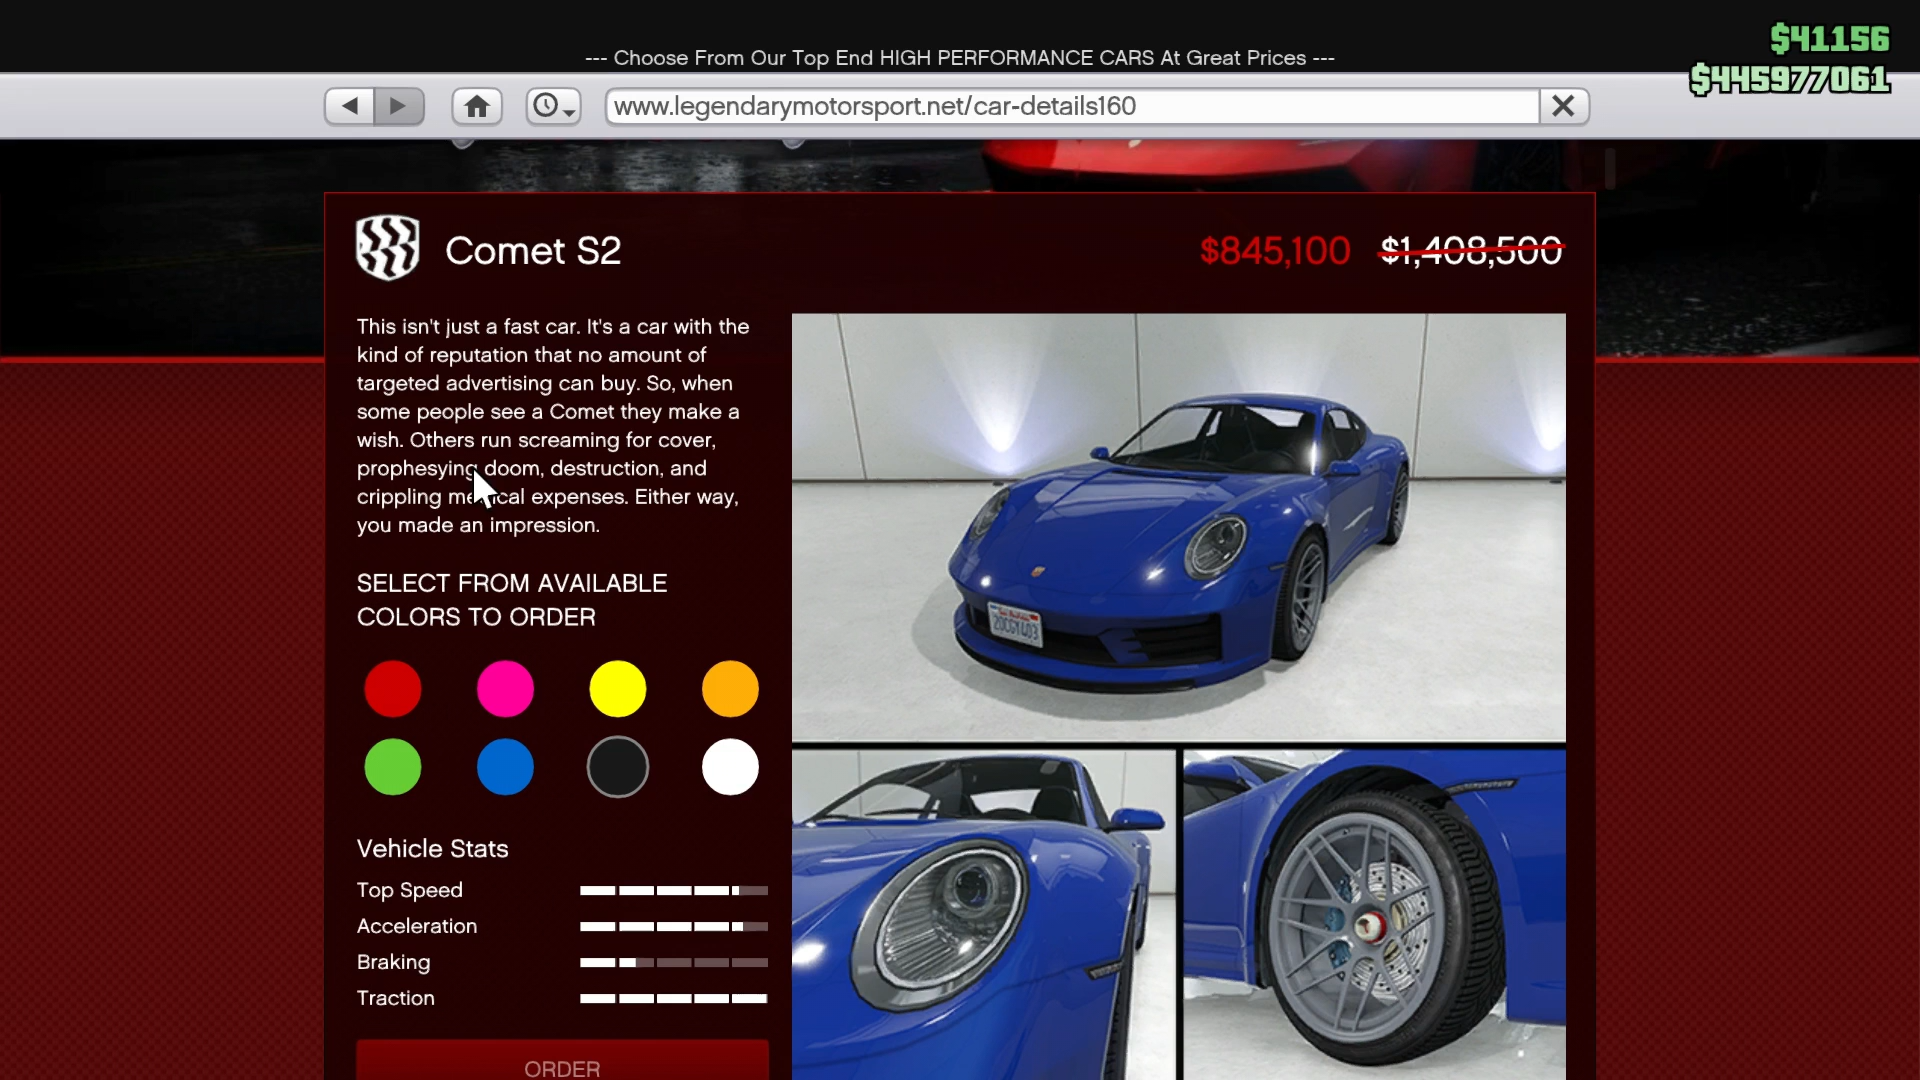 $41156
--- Choose From Our Top End HIGH PERFORMANCE CARS At Great Prices ---
$445977061
www.legendarymotorsport.net/car-details160
Comet S2
$845,100 $1,408,500
This isn't just a fast car. It's a car with the
kind of reputation that no amount of
targeted advertising can buy. So, when
some people see a Comet they make a
wish. Others run screaming for cover,
prophesying doom, destruction, and
crippling medical expenses. Either way,
you made an impression.
SELECT FROM AVAILABLE
COLORS TO ORDER
Vehicle Stats
Top Speed
Acceleration
Braking
Traction
ORDER